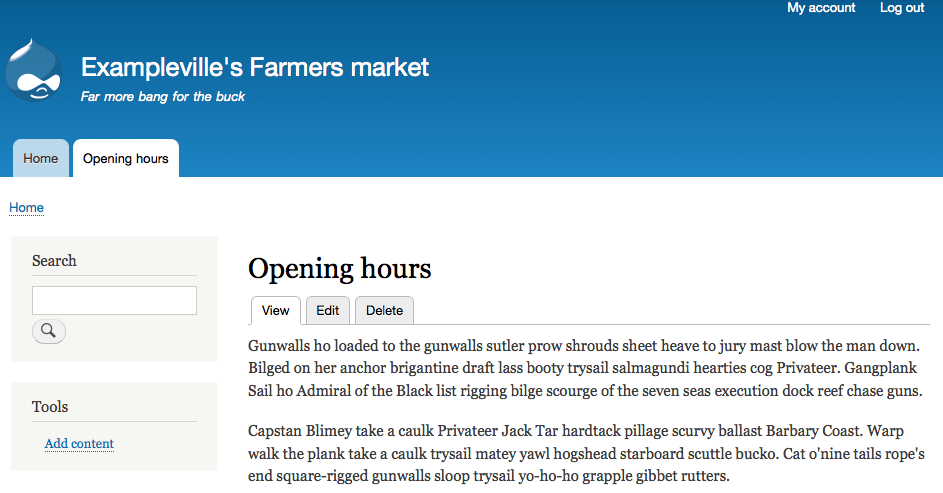 My account Log out
Exampleville's Farmers market
Far more bang for the buck
Home Opening hours
Home
Search
Tools
Add content
Opening hours
View Edit Delete
Gunwalls ho loaded to the gunwalls sutler prow shrouds sheet heave to jury mast blow the man down.
Bilged on her anchor brigantine draft lass booty trysail salmagundi hearties cog Privateer. Gangplank
Sail ho Admiral of the Black list rigging bilge scourge of the seven seas execution dock reef chase guns.
Capstan Blimey take a caulk Privateer Jack Tar hardtack pillage scurvy ballast Barbary Coast. Warp
walk the plank take a caulk trysail matey yawl hogshead starboard scuttle bucko. Cat o'nine tails rope's
end square-rigged gunwalls sloop trysail yo-ho-ho grapple gibbet rutters.